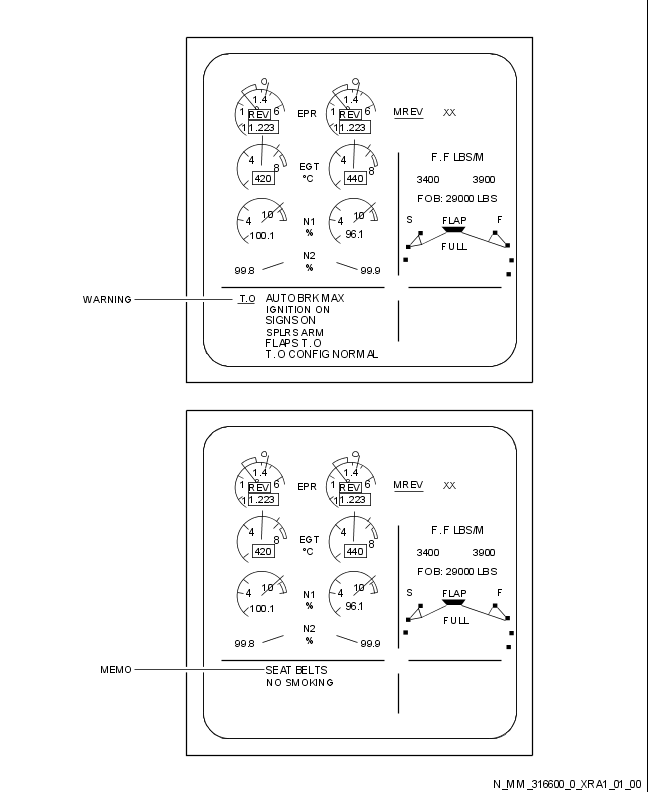 1.4
1 REV 6
1 1.223
EPR
1.4
1 REV 6
1 1.223
MREV XX
4 8
420
EGT
°C
4 8
440
F.F LBS/M
3400 3900
FOB: 29000 LBS
4 10
100.1
N1
%
4 10
96.1
S FLAP F
FULL
99.8
N2
%
99.9
WARNING
T.O AUTO BRK MAX
IGNITION ON
SIGNS ON
SPLRS ARM
FLAPS T.O
T.O CONFIG NORMAL
1.4
1 REV 6
1 1.223
EPR
1.4
1 REV 6
1 1.223
MREV XX
4 8
420
EGT
°C
4 8
440
F.F LBS/M
3400 3900
FOB: 29000 LBS
4 10
100.1
N1
%
4 10
96.1
S FLAP F
FULL
99.8
N2
%
99.9
MEMO
SEAT BELTS
NO SMOKING
N_MM_316600_0_XRA1_01_00